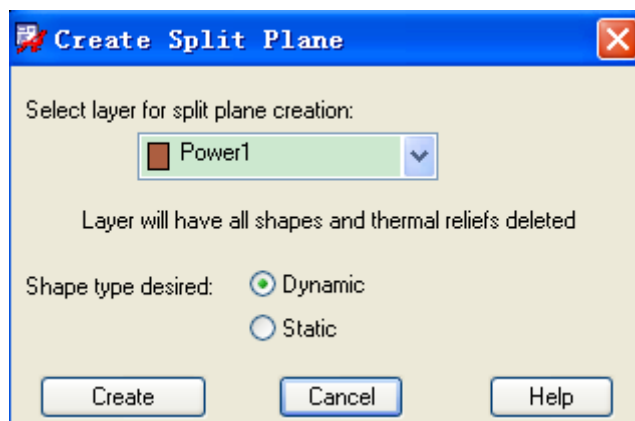 Create Split Plane
Select layer for split plane creation:
Power1
Layer will have all shapes and thermal reliefs deleted
Shape type desired:
Dynamic
Static
Create Cancel Help